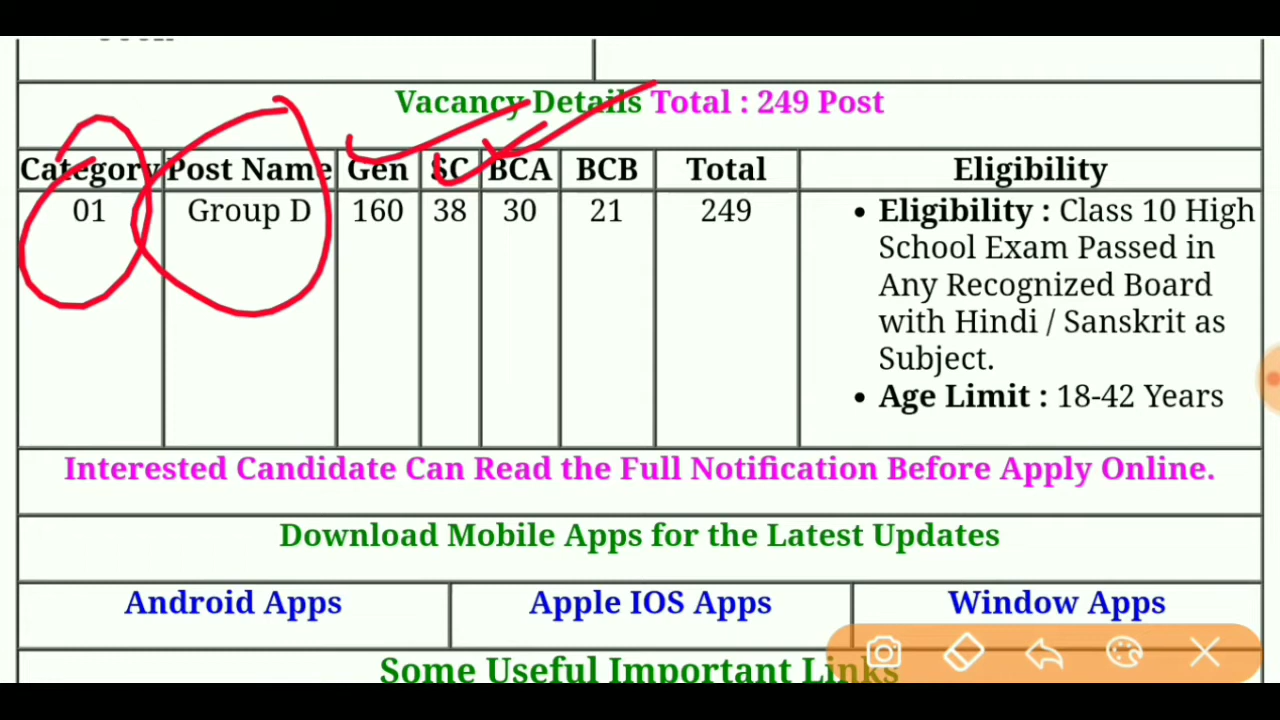 Vacancy Details Total : 249 Post
Category Post Name Gen SC BCA BCB Total Eligibility
01 Group D 160 38 30 21 249
• Eligibility : Class 10 High
School Exam Passed in
Any Recognized Board
with Hindi / Sanskrit as
Subject.
• Age Limit : 18-42 Years
Interested Candidate Can Read the Full Notification Before Apply Online.
Download Mobile Apps for the Latest Updates
Android Apps Apple IOS Apps Window Apps
Some Useful Important Links